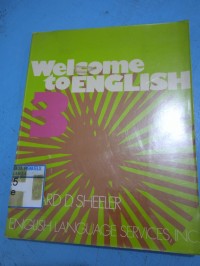 Welcome
to ENGLISH
3
ARD D SHEELER
ENGLISH LANGUAGE SERVICES, INC.